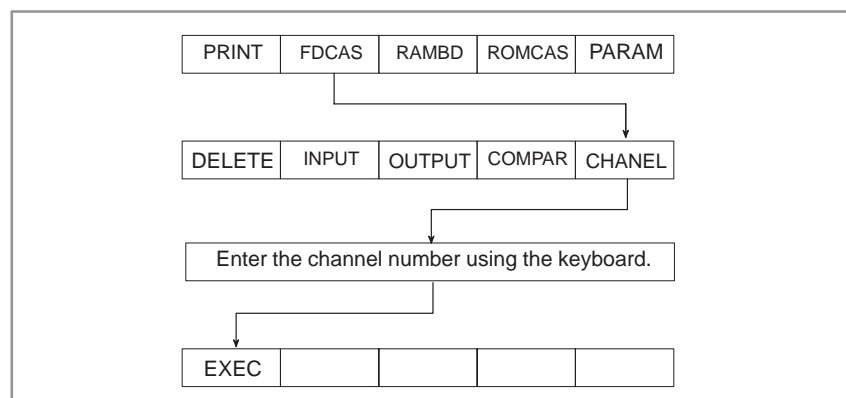 PRINT FDCAS RAMBD ROMCAS PARAM
DELETE INPUT OUTPUT COMPAR CHANEL
Enter the channel number using the keyboard.
EXEC